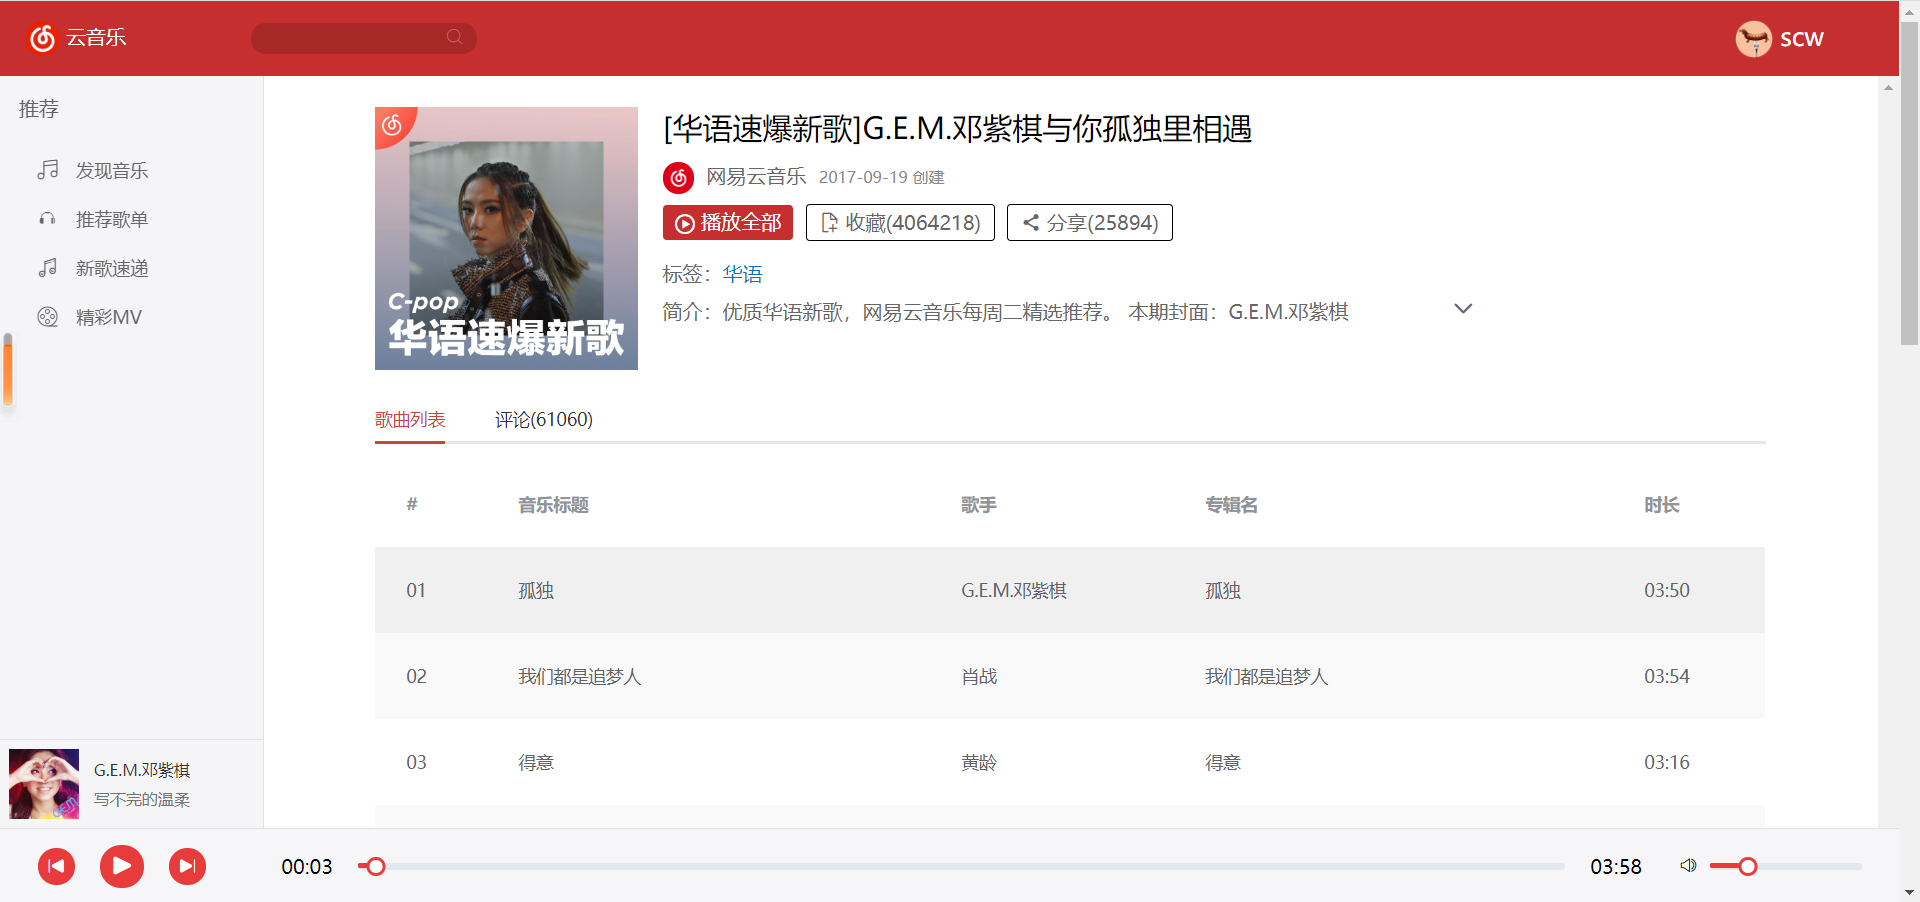 云音乐
SCW
推荐
发现音乐
推荐歌单
新歌速递
精彩MV
C-pop
华语速爆新歌
[华语速爆新歌]G.E.M.邓紫棋与你孤独里相遇
网易云音乐 2017-09-19 创建
播放全部 收藏(4064218) 分享(25894)
标签：华语
简介：优质华语新歌，网易云音乐每周二精选推荐。 本期封面：G.E.M.邓紫棋
歌曲列表 评论(61060)
# 音乐标题 歌手 专辑名 时长
01 孤独 G.E.M.邓紫棋 孤独 03:50
02 我们都是追梦人 肖战 我们都是追梦人 03:54
03 得意 黄龄 得意 03:16
GEM
G.E.M.邓紫棋
写不完的温柔
00:03 03:58